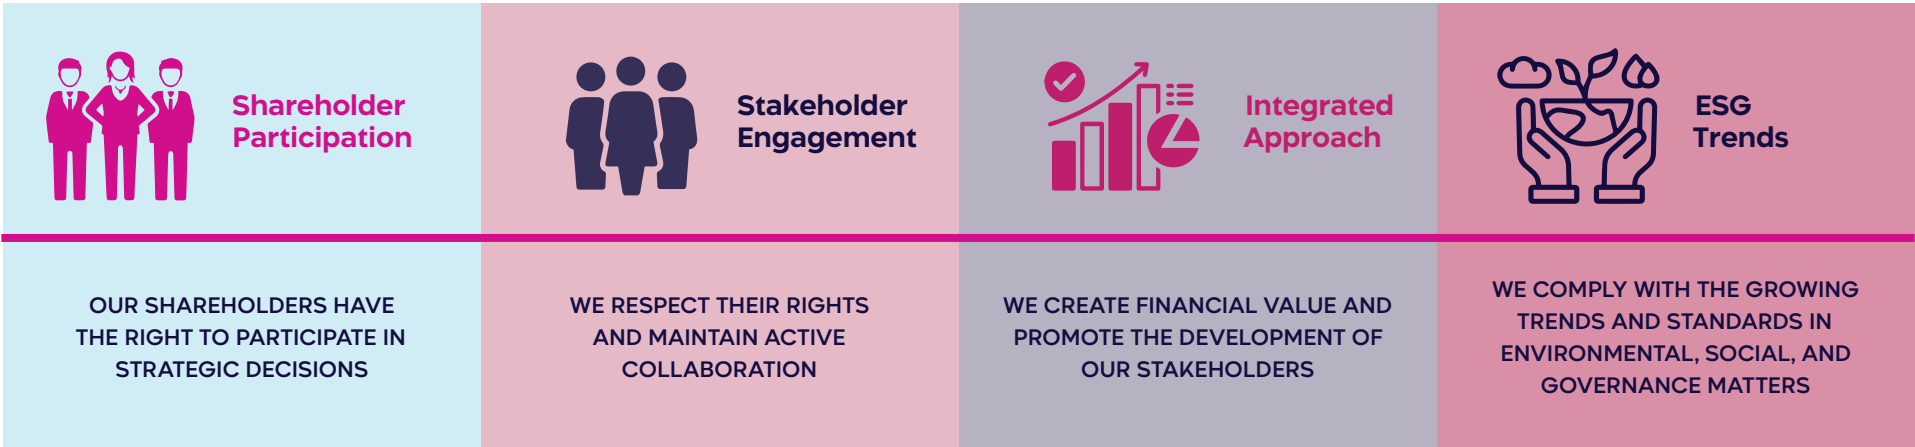 Shareholder
Participation
Stakeholder
Engagement
Integrated
Approach
ESG
Trends
OUR SHAREHOLDERS HAVE
THE RIGHT TO PARTICIPATE IN
STRATEGIC DECISIONS
WE RESPECT THEIR RIGHTS
AND MAINTAIN ACTIVE
COLLABORATION
WE CREATE FINANCIAL VALUE AND
PROMOTE THE DEVELOPMENT OF
OUR STAKEHOLDERS
WE COMPLY WITH THE GROWING
TRENDS AND STANDARDS IN
ENVIRONMENTAL, SOCIAL, AND
GOVERNANCE MATTERS